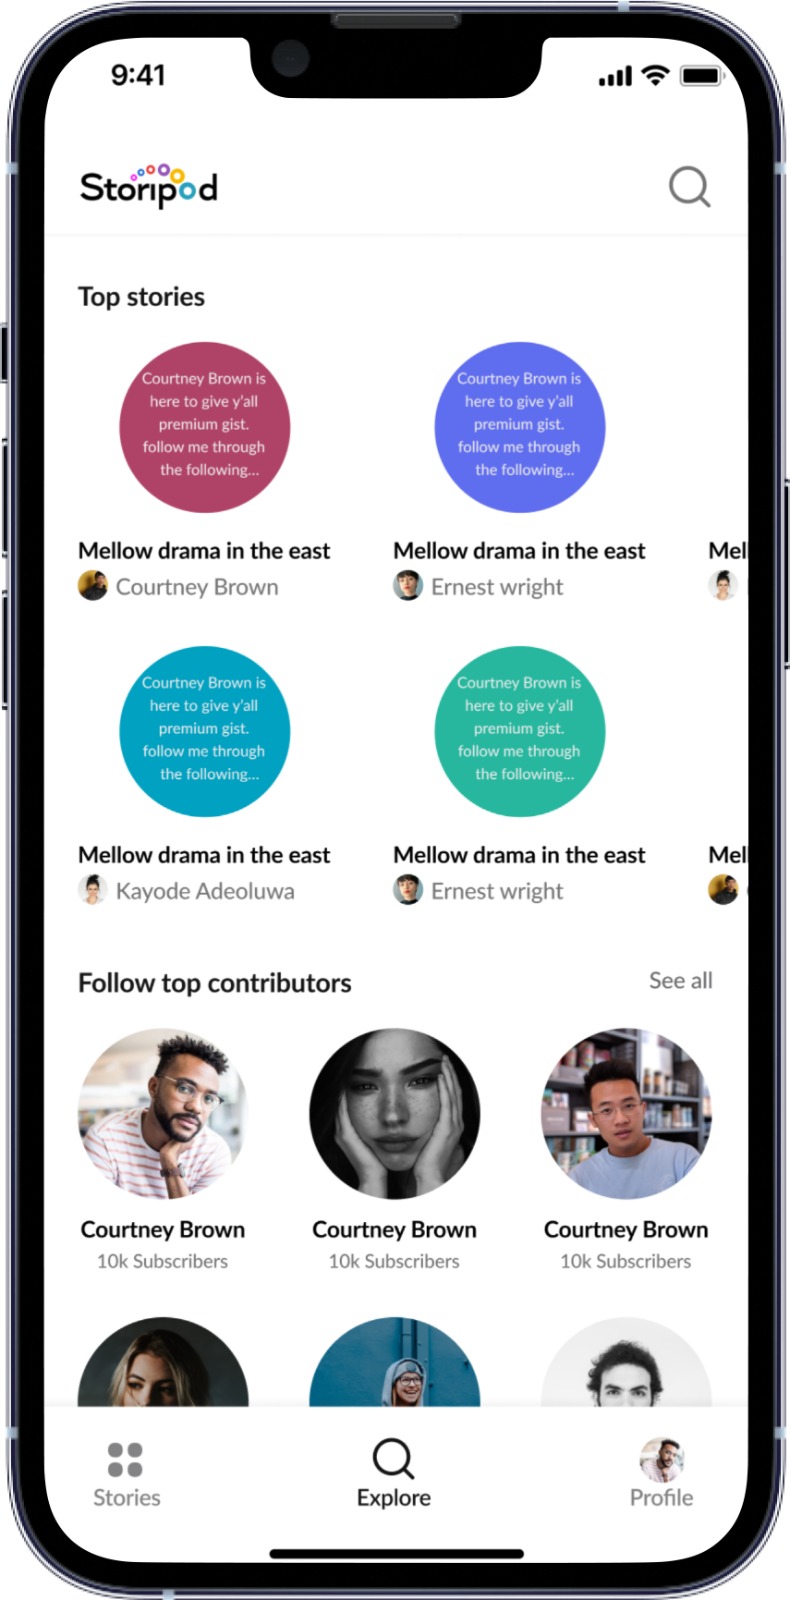 9:41
Storipod
Top stories
Courtney Brown is
here to give y'all
premium gist.
follow me through
the following...
Courtney Brown is
here to give y'all
premium gist.
follow me through
the following...
Mellow drama in the east
Courtney Brown
Mellow drama in the east
Ernest wright
Mel
Courtney Brown is
here to give y'all
premium gist.
follow me through
the following...
Courtney Brown is
here to give y'all
premium gist.
follow me through
the following...
Mellow drama in the east
Kayode Adeoluwa
Mellow drama in the east
Ernest wright
Mel
Follow top contributors
See all
Courtney Brown
10k Subscribers
Courtney Brown
10k Subscribers
Courtney Brown
10k Subscribers
Stories
Explore
Profile